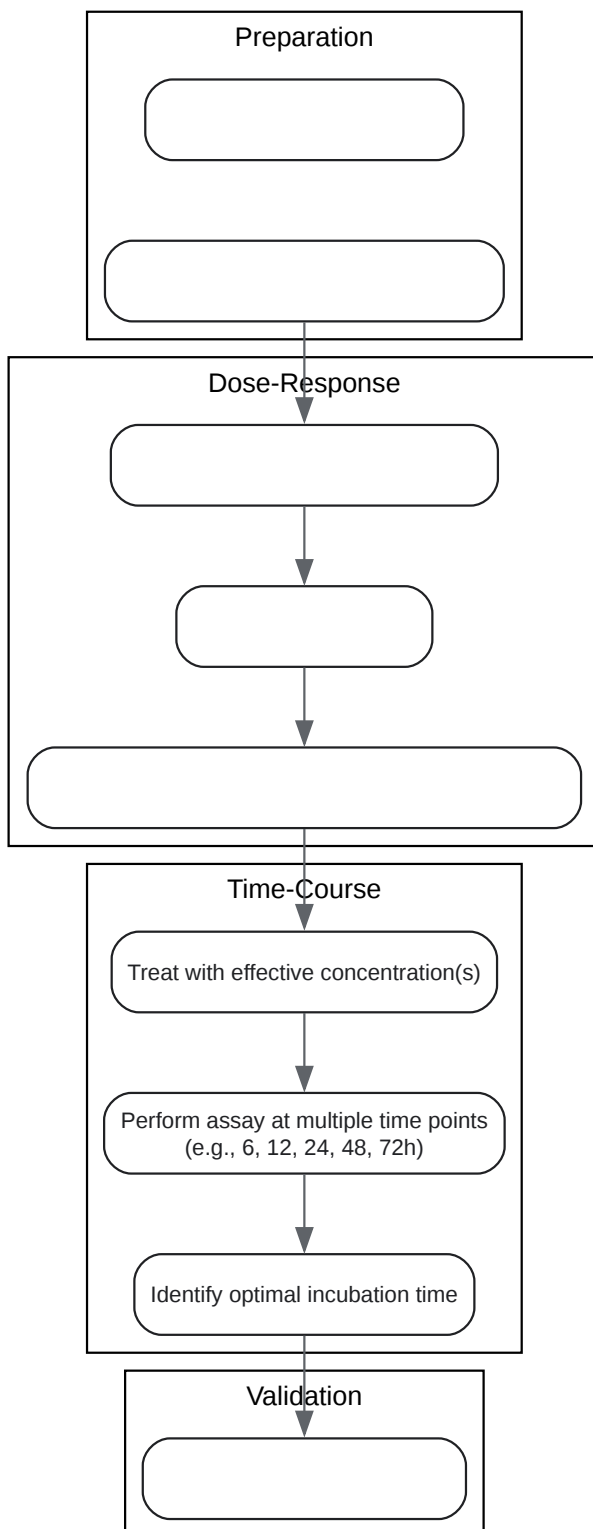 Preparation
Dose-Response
Time-Course
Treat with effective concentration(s)
Perform assay at multiple time points
(e.g., 6, 12, 24, 48, 72h)
Identify optimal incubation time
Validation